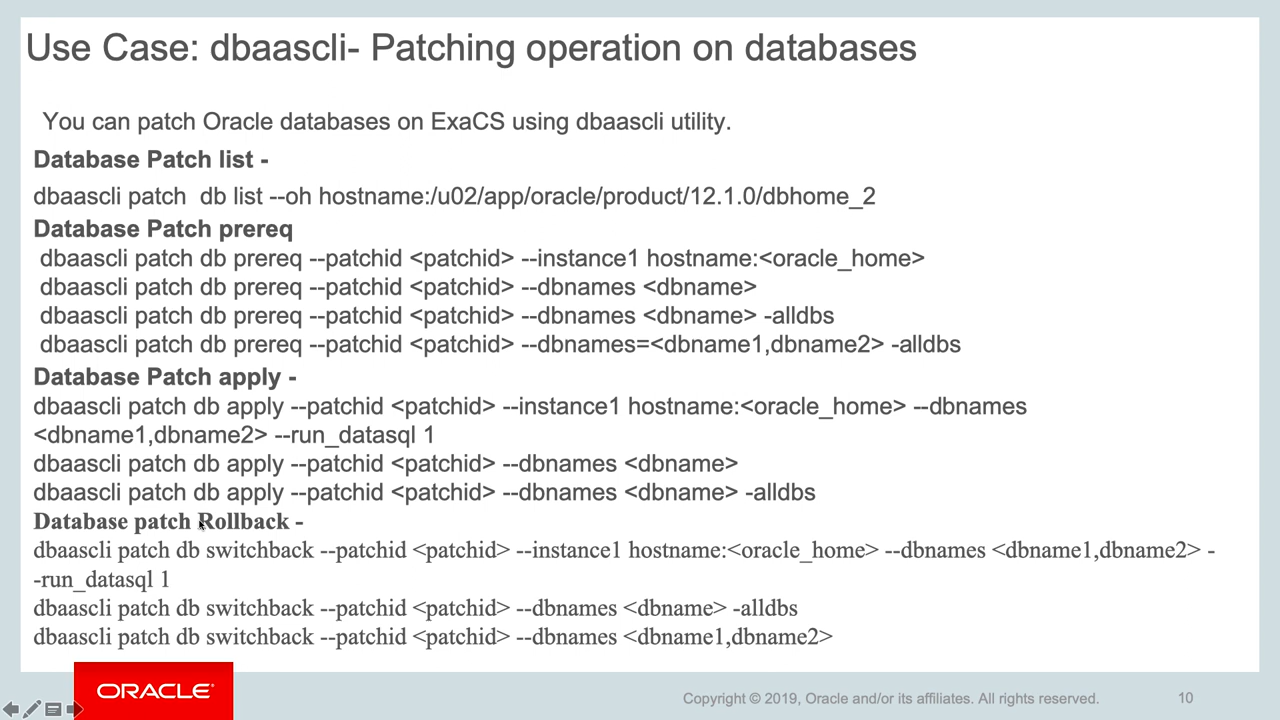 Use Case: dbaascli- Patching operation on databases
You can patch Oracle databases on ExaCS using dbaascli utility.
Database Patch list -
dbaascli patch  db list --oh hostname:/u02/app/oracle/product/12.1.0/dbhome_2
Database Patch prereq
dbaascli patch db prereq --patchid <patchid> --instance1 hostname:<oracle_home>
dbaascli patch db prereq --patchid <patchid> --dbnames <dbname>
dbaascli patch db prereq --patchid <patchid> --dbnames <dbname> -alldbs
dbaascli patch db prereq --patchid <patchid> --dbnames=<dbname1,dbname2> -alldbs
Database Patch apply -
dbaascli patch db apply --patchid <patchid> --instance1 hostname:<oracle_home> --dbnames
<dbname1,dbname2> --run_datasql 1
dbaascli patch db apply --patchid <patchid> --dbnames <dbname>
dbaascli patch db apply --patchid <patchid> --dbnames <dbname> -alldbs
Database patch Rollback -
dbaascli patch db switchback --patchid <patchid> --instance1 hostname:<oracle_home> --dbnames <dbname1,dbname2> -
-run_datasql 1
dbaascli patch db switchback --patchid <patchid> --dbnames <dbname> -alldbs
dbaascli patch db switchback --patchid <patchid> --dbnames <dbname1,dbname2>
ORACLE®
Copyright © 2019, Oracle and/or its affiliates. All rights reserved.
10